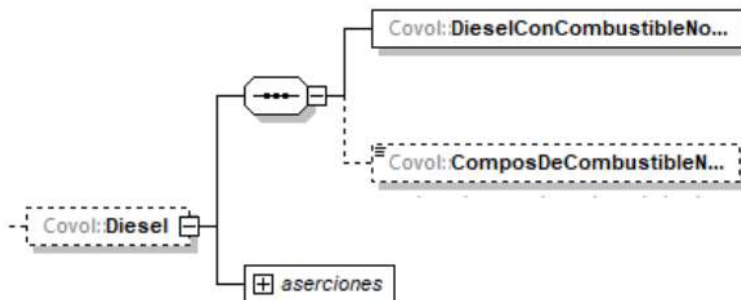 Covol::DieselConCombustibleNo...
Covol::ComposDeCombustibleN...
Covol::Diesel
aserciones